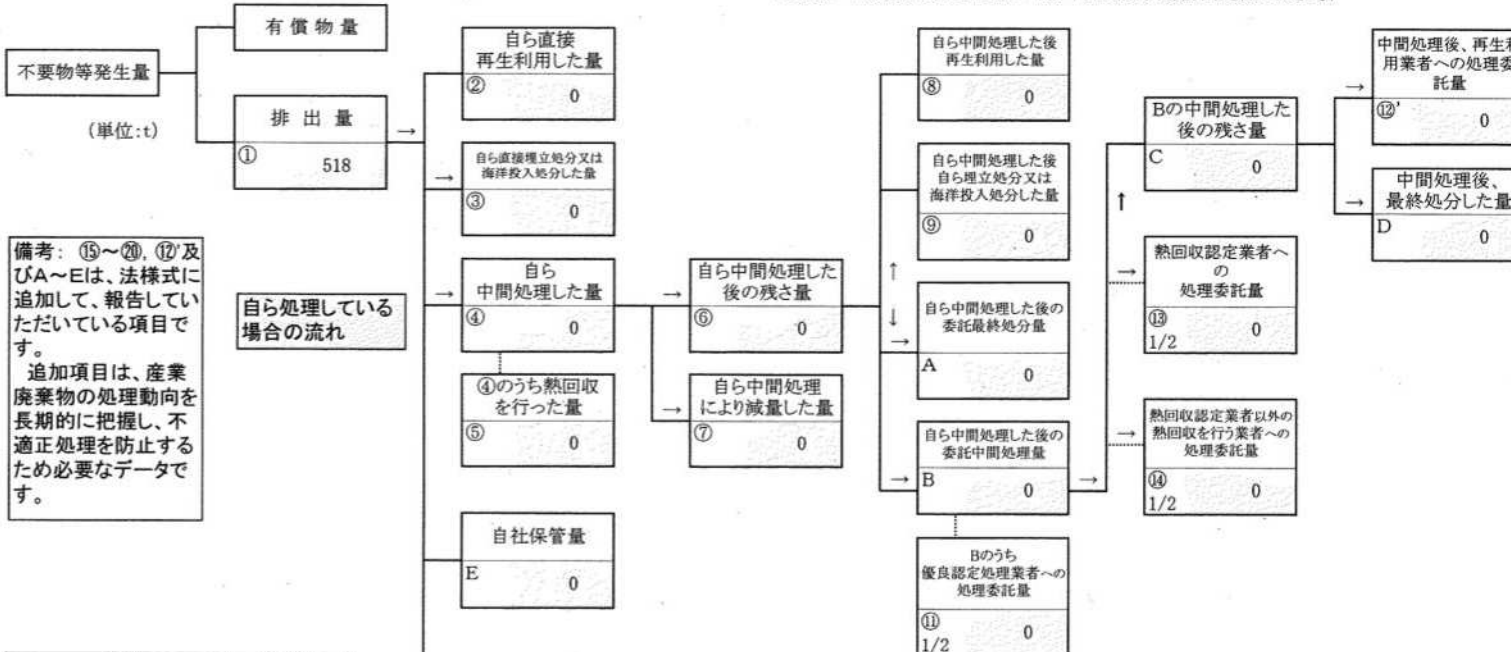 有償物量
不要物等発生量
(単位:t)
排出量
①
518
→
備考: ⑮～⑳, ⑫'及
びA～Eは、法様式に
追加して、報告してい
ただいている項目で
す。
追加項目は、産業
廃棄物の処理動向を
長期的に把握し、不
適正処理を防止する
ため必要なデータで
す。
自ら処理している
場合の流れ
自ら直接
再生利用した量
②
0
→
自ら直接埋立処分又は
海洋投入処分した量
③
0
→
自ら
中間処理した量
④
0
④のうち熱回収
を行った量
⑤
0
自社保管量
E
0
→
自ら中間処理した
後の残さ量
⑥
0
→
自ら中間処理
により減量した量
⑦
0
自ら中間処理した後
再生利用した量
⑧
0
自ら中間処理した後
自ら埋立処分又は
海洋投入処分した量
⑨
0
↑
↓
→
自ら中間処理した後の
委託最終処分量
A
0
自ら中間処理した後の
委託中間処理量
→
B
0
→
Bのうち
優良認定処理業者への
処理委託量
⑪
1/2
0
Bの中間処理した
後の残さ量
C
0
↑
→
熱回収認定業者へ
の
処理委託量
⑬
1/2
0
→
熱回収認定業者以外の
熱回収を行う業者への
処理委託量
⑭
1/2
0
→
中間処理後、再生利
用業者への処理委
託量
⑫'
0
→
中間処理後、
最終処分した量
D
0